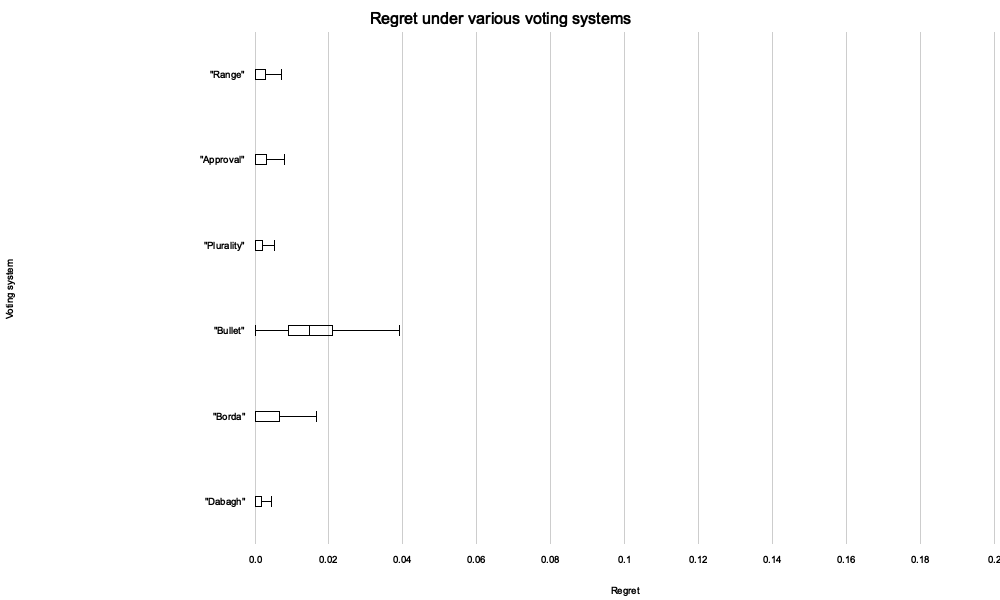 Regret under various voting systems
"Range"
"Approval"
"Plurality"
"Bullet"
"Borda"
"Dabagh"
Voting system
0.0 0.02 0.04 0.06 0.08 0.1 0.12 0.14 0.16 0.18 0.2
Regret